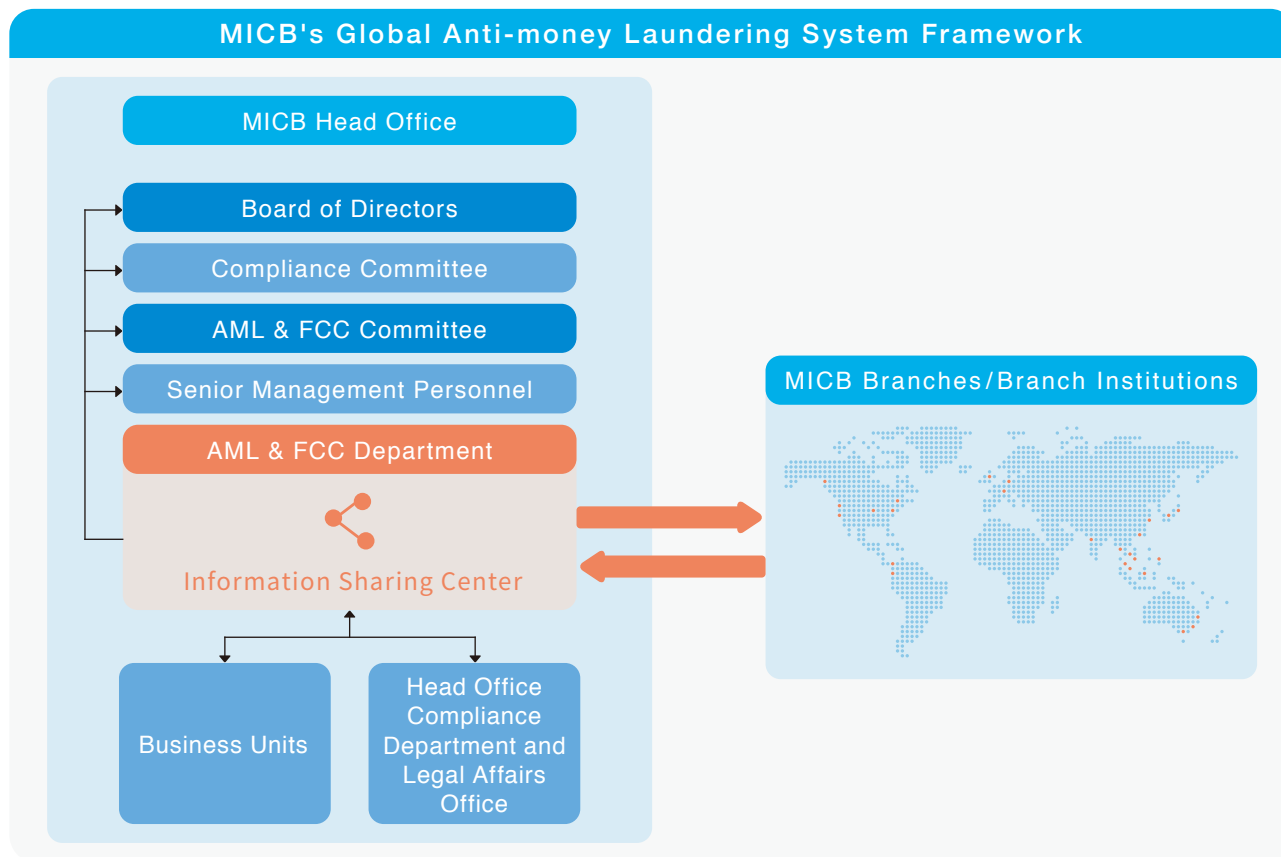 MICB's Global Anti-money Laundering System Framework
MICB Head Office
Board of Directors
Compliance Committee
AML & FCC Committee
Senior Management Personnel
AML & FCC Department
Information Sharing Center
Business Units
Head Office
Compliance
Department and
Legal Affairs
Office
MICB Branches/Branch Institutions